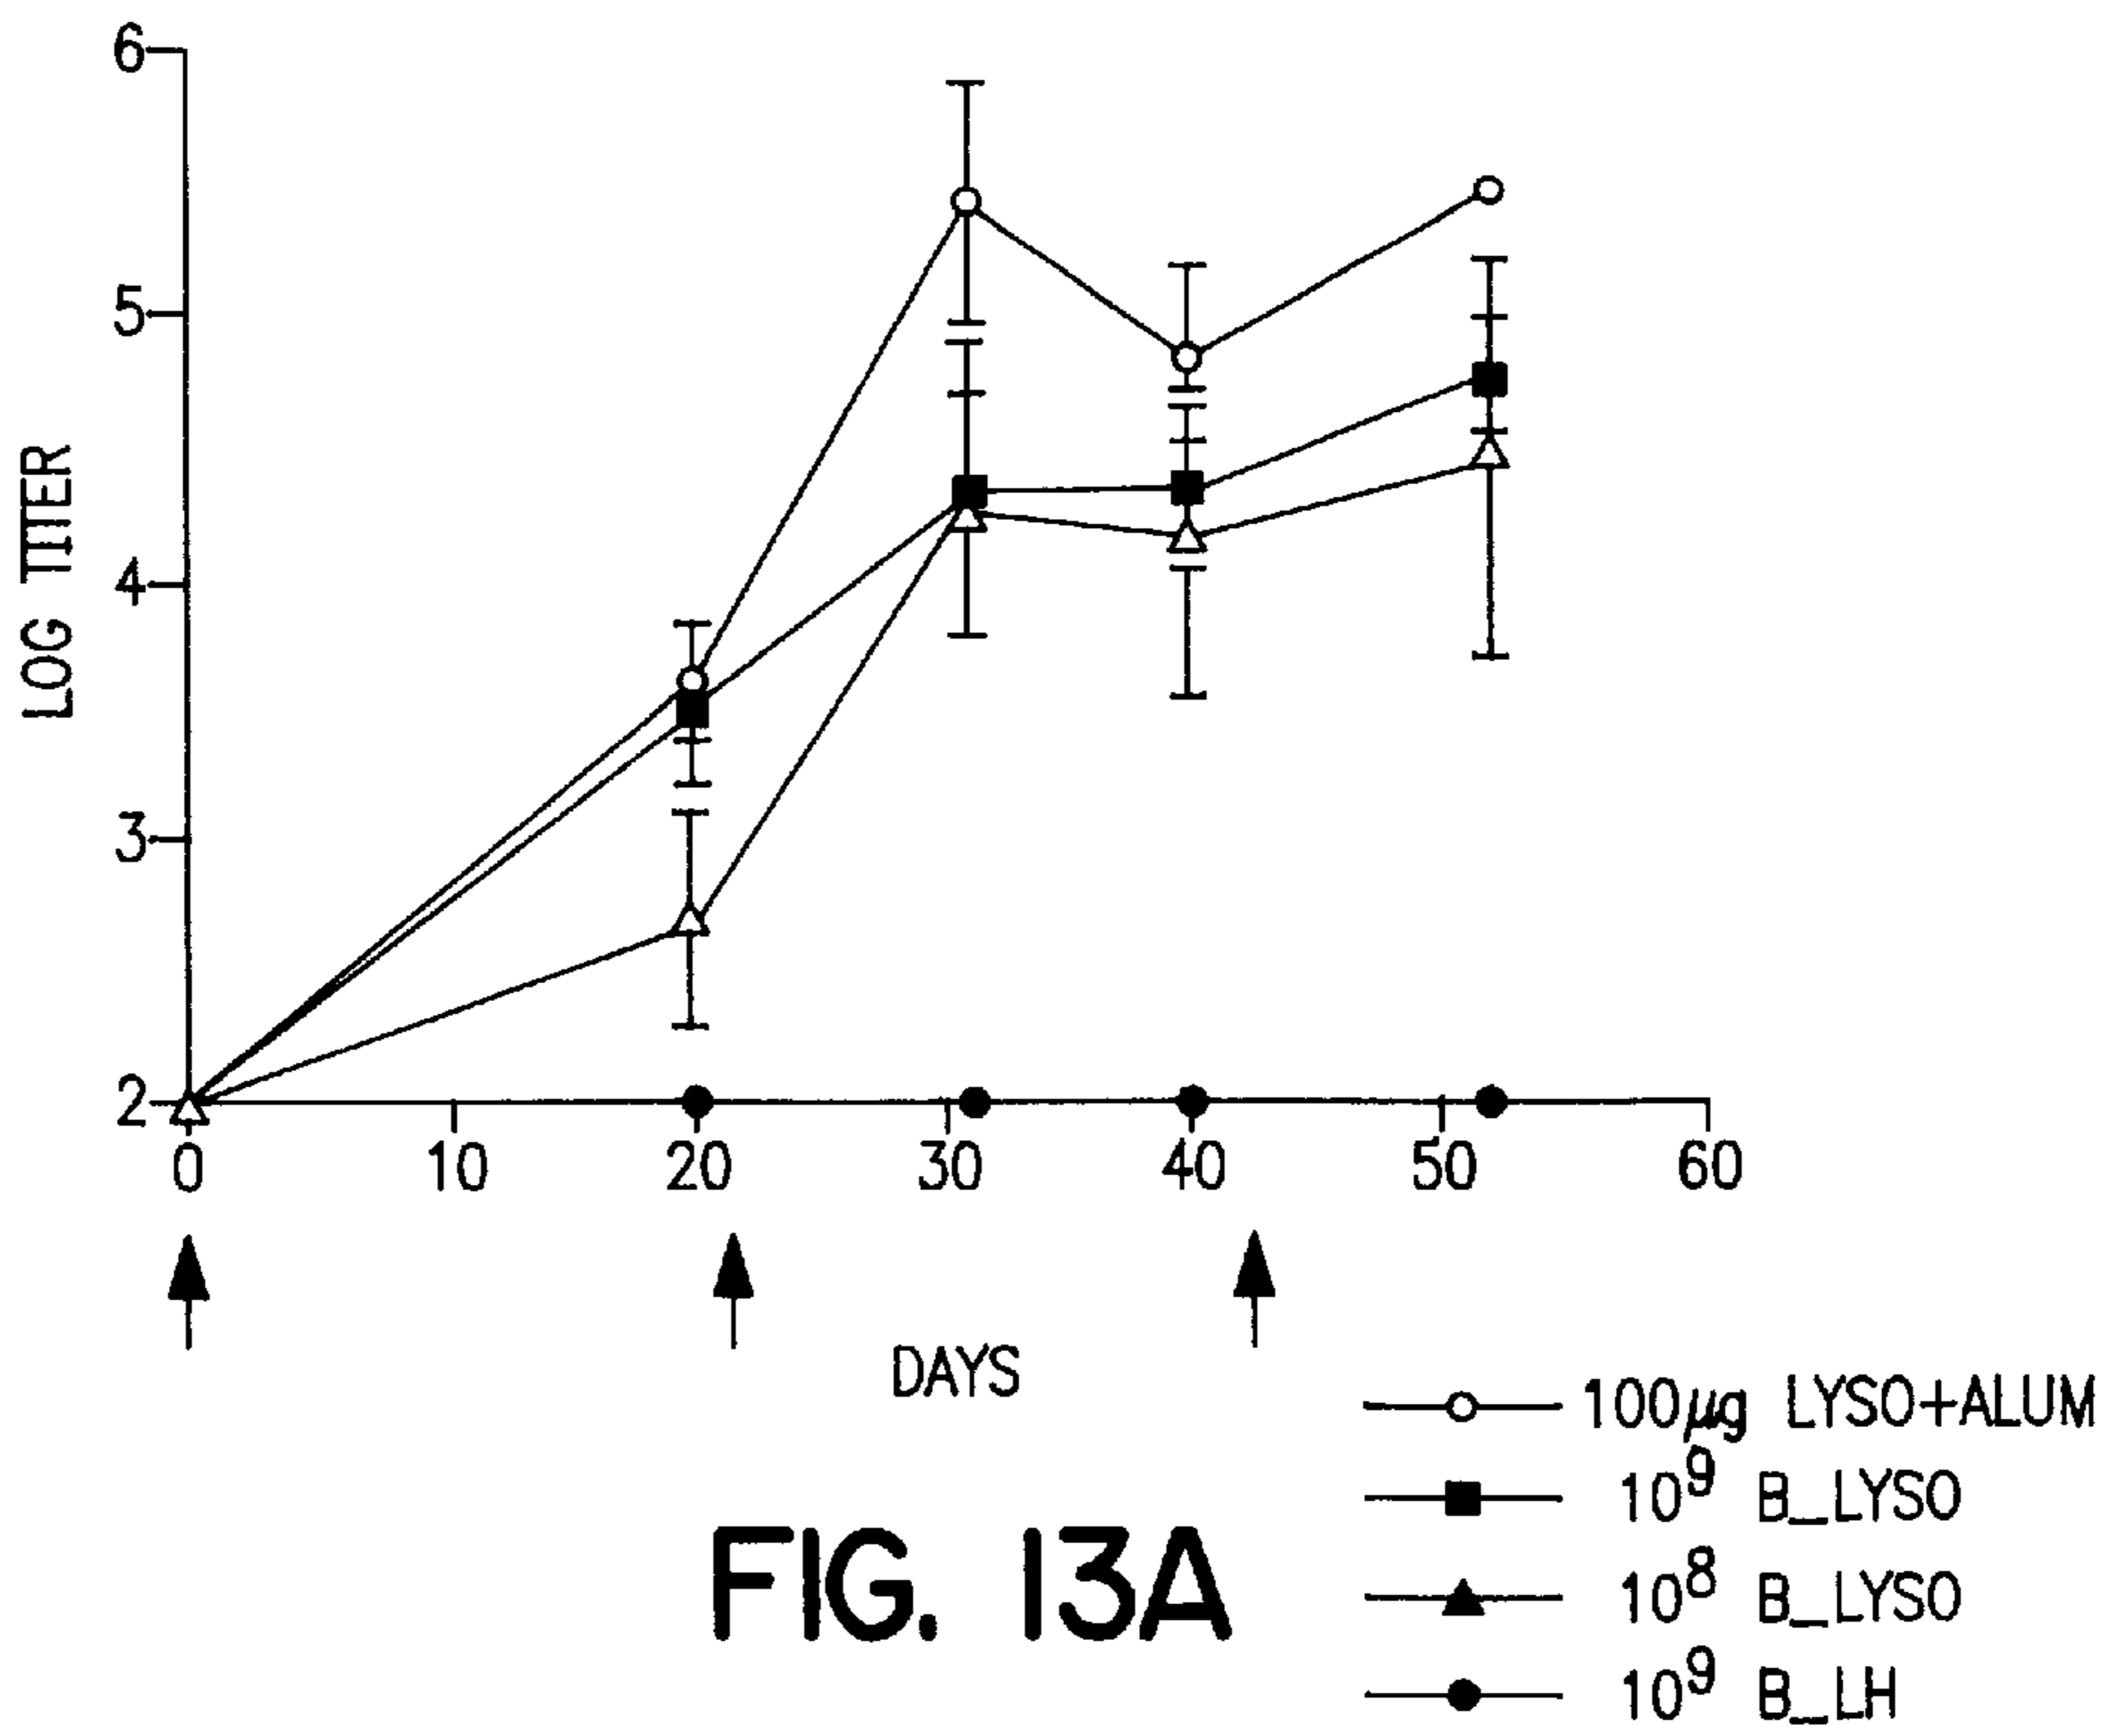 6
5
4
3
2
LOG TITER
0 10 20 30 40 50 60
DAYS
100µg LYSO+ALUM
10⁹ B_LYSO
10⁸ B_LYSO
10⁹ B_LH
FIG. 13A